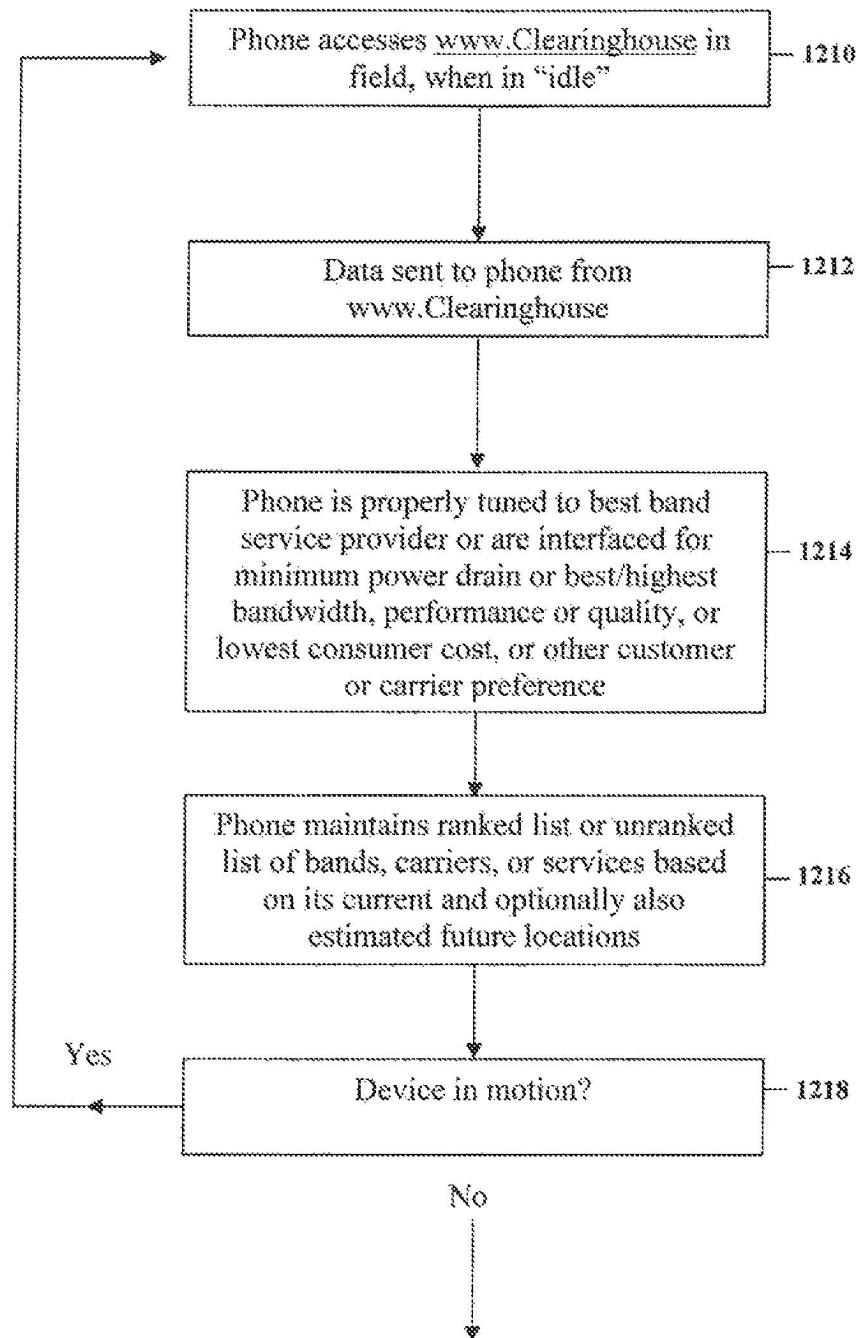 Phone accesses www.Clearinghouse in
field, when in "idle"
1210
Data sent to phone from
www.Clearinghouse
1212
Phone is properly tuned to best band
service provider or are interfaced for
minimum power drain or best/highest
bandwidth, performance or quality, or
lowest consumer cost, or other customer
or carrier preference
1214
Phone maintains ranked list or unranked
list of bands, carriers, or services based
on its current and optionally also
estimated future locations
1216
Yes
Device in motion?
1218
No